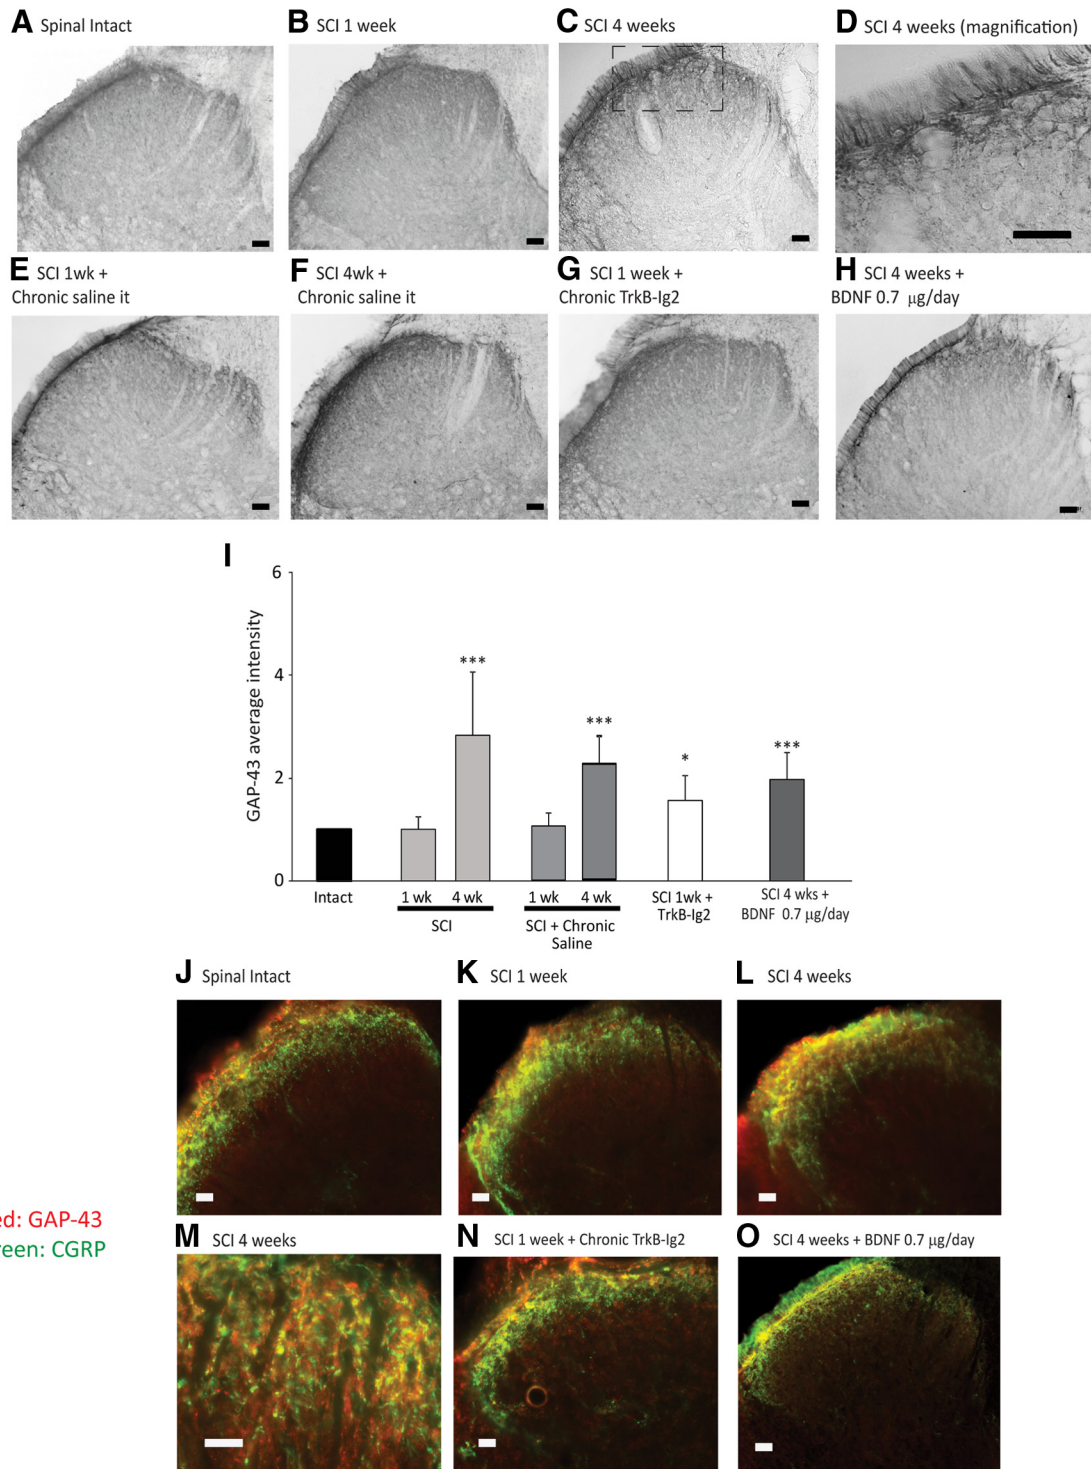 A Spinal Intact
B SCI 1 week
C SCI 4 weeks
D SCI 4 weeks (magnification)
E SCI 1wk +
Chronic saline it
F SCI 4wk +
Chronic saline it
G SCI 1 week +
Chronic TrkB-Ig2
H SCI 4 weeks +
BDNF 0.7 µg/day
I
GAP-43 average intensity
6
4
2
0
***
***
*
***
Intact
1 wk
4 wk
SCI
1 wk
4 wk
SCI + Chronic
Saline
SCI 1wk +
TrkB-Ig2
SCI 4 wks +
BDNF 0.7 µg/day
J Spinal Intact
K SCI 1 week
L SCI 4 weeks
ed: GAP-43
reen: CGRP
M SCI 4 weeks
N SCI 1 week + Chronic TrkB-Ig2
O SCI 4 weeks + BDNF 0.7 µg/day